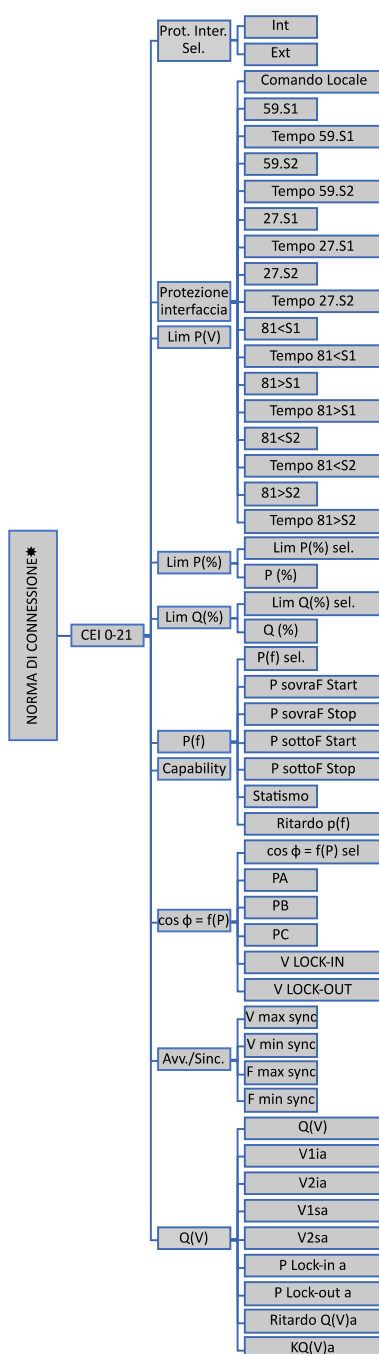 NORMA DI CONNESSIONE✸
CEI 0-21
Prot. Inter.
Sel.
Int
Ext
Protezione
interfaccia
Comando Locale
59.S1
Tempo 59.S1
59.S2
Tempo 59.S2
27.S1
Tempo 27.S1
27.S2
Tempo 27.S2
81<S1
Tempo 81<S1
81>S1
Tempo 81>S1
81<S2
Tempo 81<S2
81>S2
Tempo 81>S2
Lim P(V)
Lim P(%)
Lim P(%) sel.
P (%)
Lim Q(%)
Lim Q(%) sel.
Q (%)
P(f)
P(f) sel.
P sovraF Start
P sovraF Stop
P sottoF Start
P sottoF Stop
Statismo
Ritardo p(f)
Capability
cos ф = f(P)
cos ф = f(P) sel
PA
PB
PC
V LOCK-IN
V LOCK-OUT
Avv./Sinc.
V max sync
V min sync
F max sync
F min sync
Q(V)
Q(V)
V1ia
V2ia
V1sa
V2sa
P Lock-in a
P Lock-out a
Ritardo Q(V)a
KQ(V)a